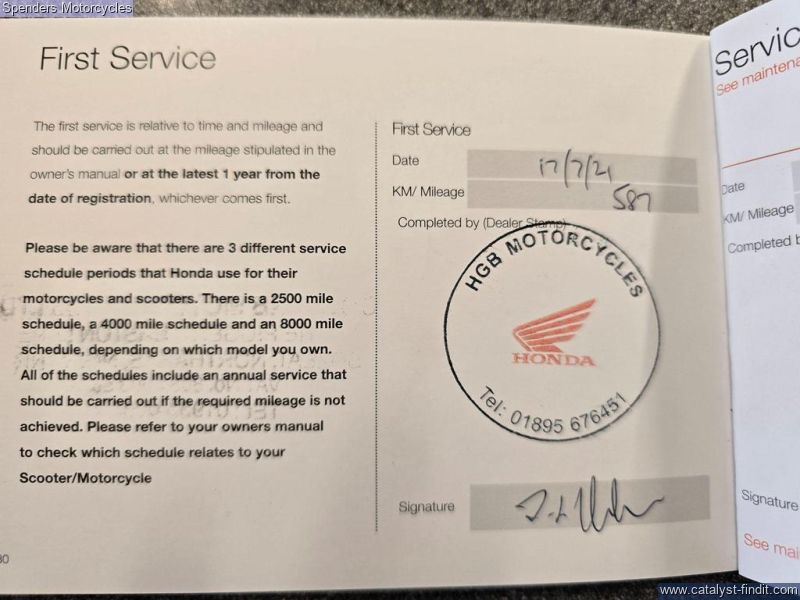 Spenders Motorcycles
First Service
The first service is relative to time and mileage and
should be carried out at the mileage stipulated in the
owner's manual or at the latest 1 year from the
date of registration, whichever comes first.
Please be aware that there are 3 different service
schedule periods that Honda use for their
motorcycles and scooters. There is a 2500 mile
schedule, a 4000 mile schedule and an 8000 mile
schedule, depending on which model you own.
All of the schedules include an annual service that
should be carried out if the required mileage is not
achieved. Please refer to your owners manual
to check which schedule relates to your
Scooter/Motorcycle
First Service
Date 17/7/21
KM/ Mileage 587
Completed by (Dealer Stamp)
HGB MOTORCYCLES
HONDA
Tel: 01895 676451
Signature
Servic
See maintena
Date
KM/ Mileage
Completed b
Signature
See mai
www.catalyst-findit.com